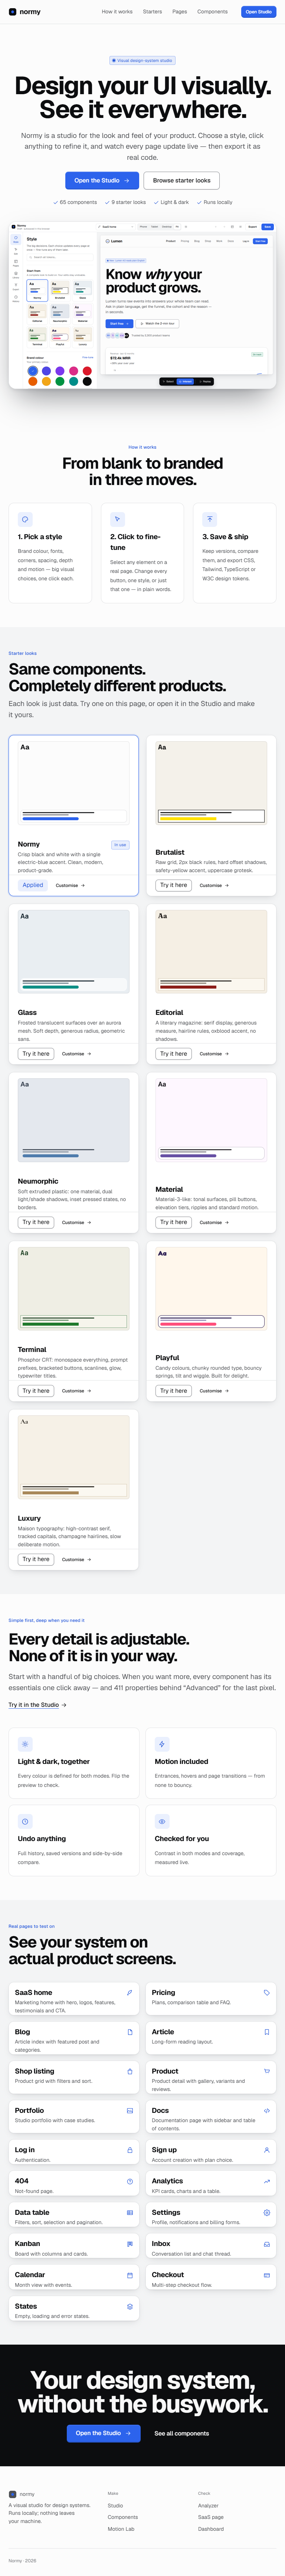 normy
How it works
Starters
Pages
Components
Open Studio
Visual design system studio
Design your UI visually.
See it everywhere.
Normy is a studio for the look and feel of your product. Choose a style, click
anything to refine it, and watch every page update live — then export it as
real code.
Open the Studio →
Browse starter looks
65 components
9 starter looks
Light & dark
Runs locally
Style
Lumen
Know why your
product grows.
How it works
From blank to branded
in three moves.
1. Pick a style
Brand colour, fonts,
corners, spacing, depth
and motion — big visual
choices, one click each.
2. Click to fine-
tune
Select any element on a
real page. Change every
button, one style, or just
that one — in plain words.
3. Save & ship
Keep versions, compare
them, and export CSS,
Tailwind, TypeScript or
W3C design tokens.
Starter looks
Same components.
Completely different products.
Each look is just data. Try one on this page, or open it in the Studio and make
it yours.
Aa
Normy
In use
Crisp black and white with a single
electric-blue accent. Clean, modern,
product-grade.
Applied
Customise →
Aa
Brutalist
Raw grid, 2px black rules, hard offset shadows,
safety-yellow accent, uppercase grotesk.
Try it here
Customise →
Aa
Glass
Frosted translucent surfaces over an aurora
mesh. Soft depth, generous radius, geometric
sans.
Try it here
Customise →
Aa
Editorial
A literary magazine: serif display, generous
measure, hairline rules, oxblood accent, no
shadows.
Try it here
Customise →
Aa
Neumorphic
Soft extruded plastic: one material, dual
light/shade shadows, inset pressed states, no
borders.
Try it here
Customise →
Aa
Material
Material-3-like: tonal surfaces, pill buttons,
elevation tiers, ripples and standard motion.
Try it here
Customise →
Aa
Terminal
Phosphor CRT: monospace everything, prompt
prefixes, bracketed buttons, scanlines, glow,
typewriter titles.
Try it here
Customise →
Aa
Playful
Candy colours, chunky rounded type, bouncy
springs, tilt and wiggle. Built for delight.
Try it here
Customise →
Aa
Luxury
Maison typography: high-contrast serif,
tracked capitals, champagne hairlines, slow
deliberate motion.
Try it here
Customise →
Simple first, deep when you need it
Every detail is adjustable.
None of it is in your way.
Start with a handful of big choices. When you want more, every component has its
essentials one click away — and 411 properties behind “Advanced” for the last pixel.
Try it in the Studio →
Light & dark, together
Every colour is defined for both modes. Flip the
preview to check.
Motion included
Entrances, hovers and page transitions — from
none to bouncy.
Undo anything
Full history, saved versions and side-by-side
compare.
Checked for you
Contrast in both modes and coverage,
measured live.
Real pages to test on
See your system on
actual product screens.
SaaS home
Marketing home with hero, logos, features,
testimonials and CTA.
Pricing
Plans, comparison table and FAQ.
Blog
Article index with featured post and
categories.
Article
Long-form reading layout.
Shop listing
Product grid with filters and sort.
Product
Product detail with gallery, variants and
reviews.
Portfolio
Studio portfolio with case studies.
Docs
Documentation page with sidebar and table
of contents.
Log in
Authentication.
Sign up
Account creation with plan choice.
404
Not-found page.
Analytics
KPI cards, charts and a table.
Data table
Filters, sort, selection and pagination.
Settings
Profile, notifications and billing forms.
Kanban
Board with columns and cards.
Inbox
Conversation list and chat thread.
Calendar
Month view with events.
Checkout
Multi-step checkout flow.
States
Empty, loading and error states.
Your design system,
without the busywork.
Open the Studio →
See all components
normy
A visual studio for design systems.
Runs locally; nothing leaves
your machine.
Make
Studio
Components
Motion Lab
Check
Analyzer
SaaS page
Dashboard
Normy · 2026